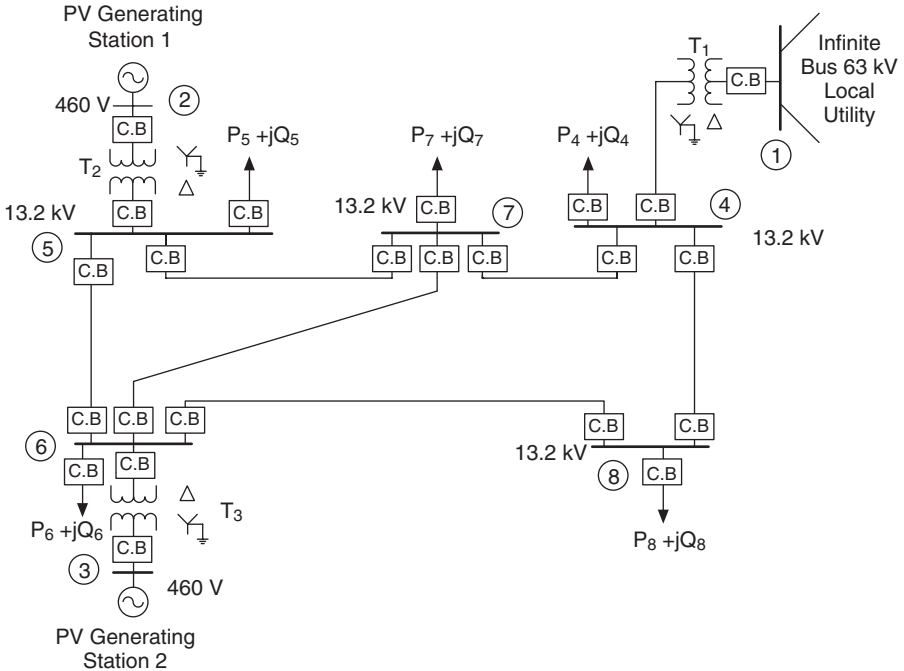 PV Generating
Station 1
460 V
2
C.B
T2
C.B
13.2 kV
5
P5 +jQ5
C.B
C.B
C.B
P7 +jQ7
13.2 kV
C.B
7
C.B
C.B
C.B
P4 +jQ4
C.B
C.B
4
13.2 kV
C.B
C.B
T1
C.B
Infinite
Bus 63 kV
Local
Utility
1
C.B
C.B
C.B
6
C.B
C.B
P6 +jQ6
T3
C.B
3
460 V
PV Generating
Station 2
C.B
C.B
13.2 kV
8
C.B
P8 +jQ8